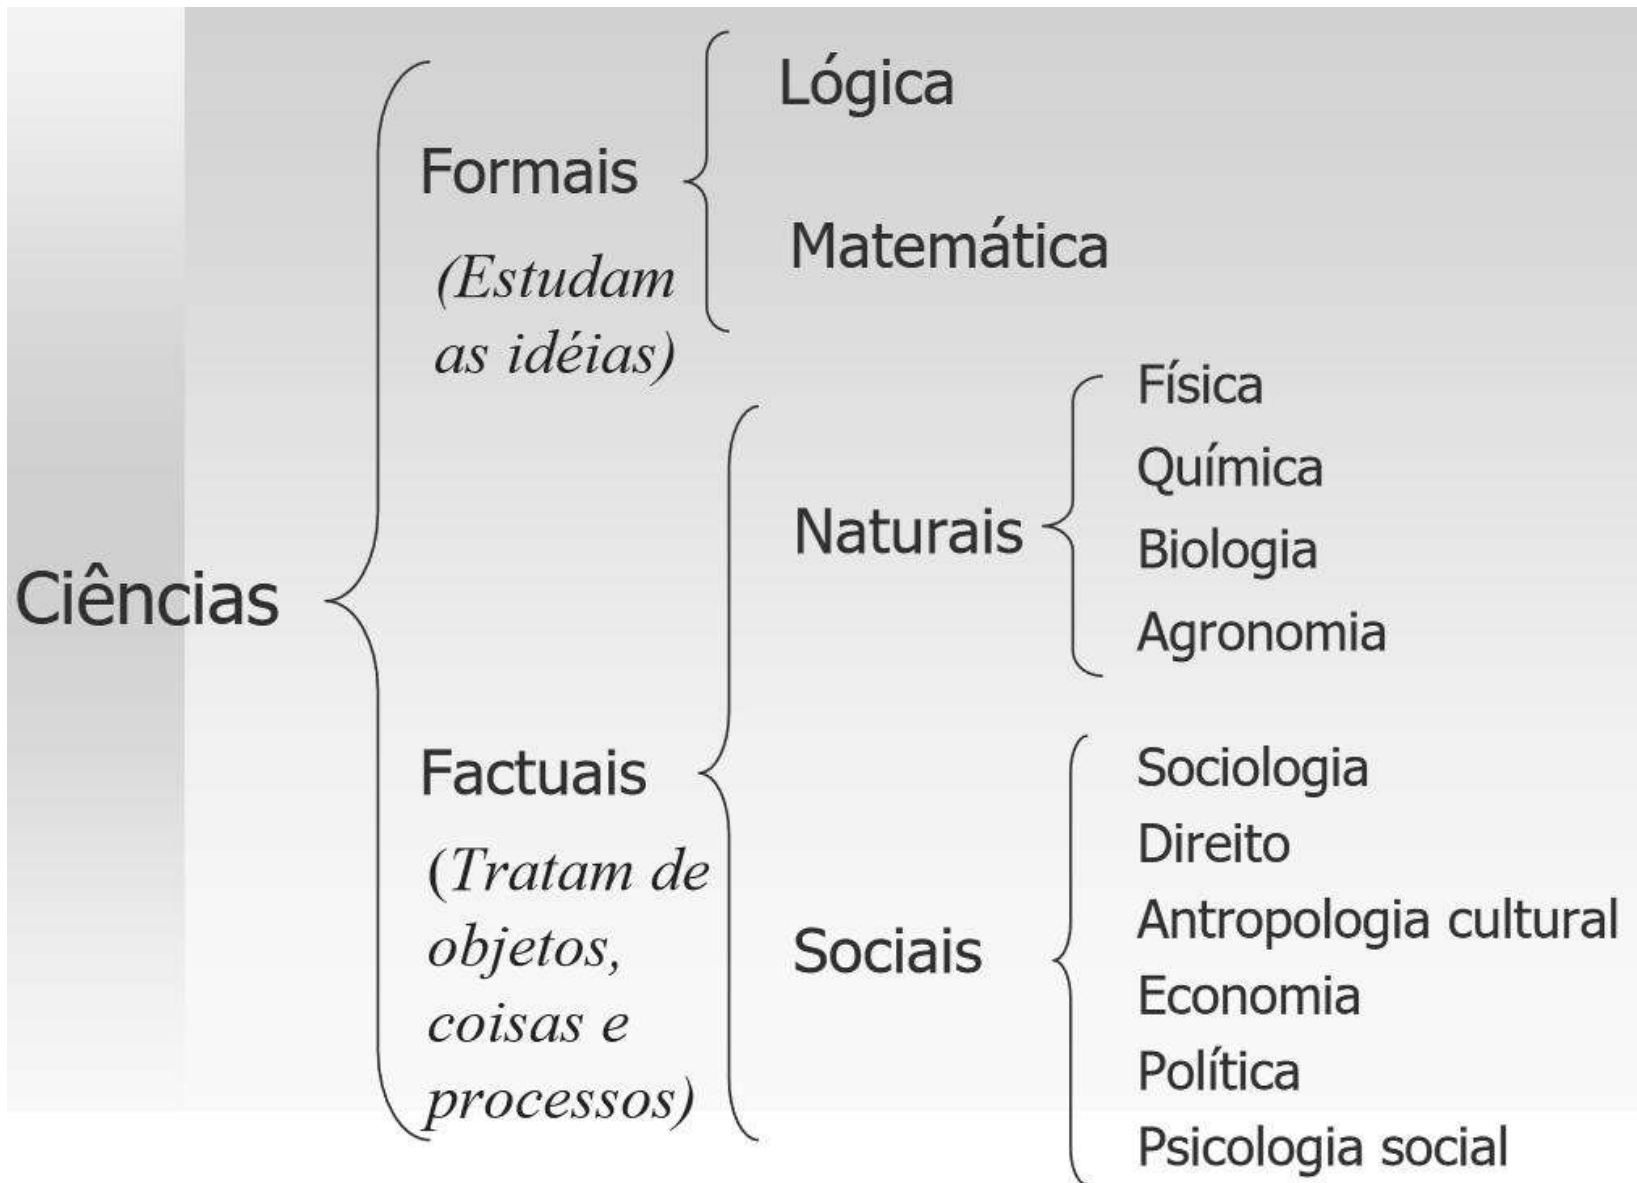 Ciências
Formais
(Estudam
as idéias)
Lógica
Matemática
Factuais
(Tratam de
objetos,
coisas e
processos)
Naturais
Física
Química
Biologia
Agronomia
Sociais
Sociologia
Direito
Antropologia cultural
Economia
Política
Psicologia social